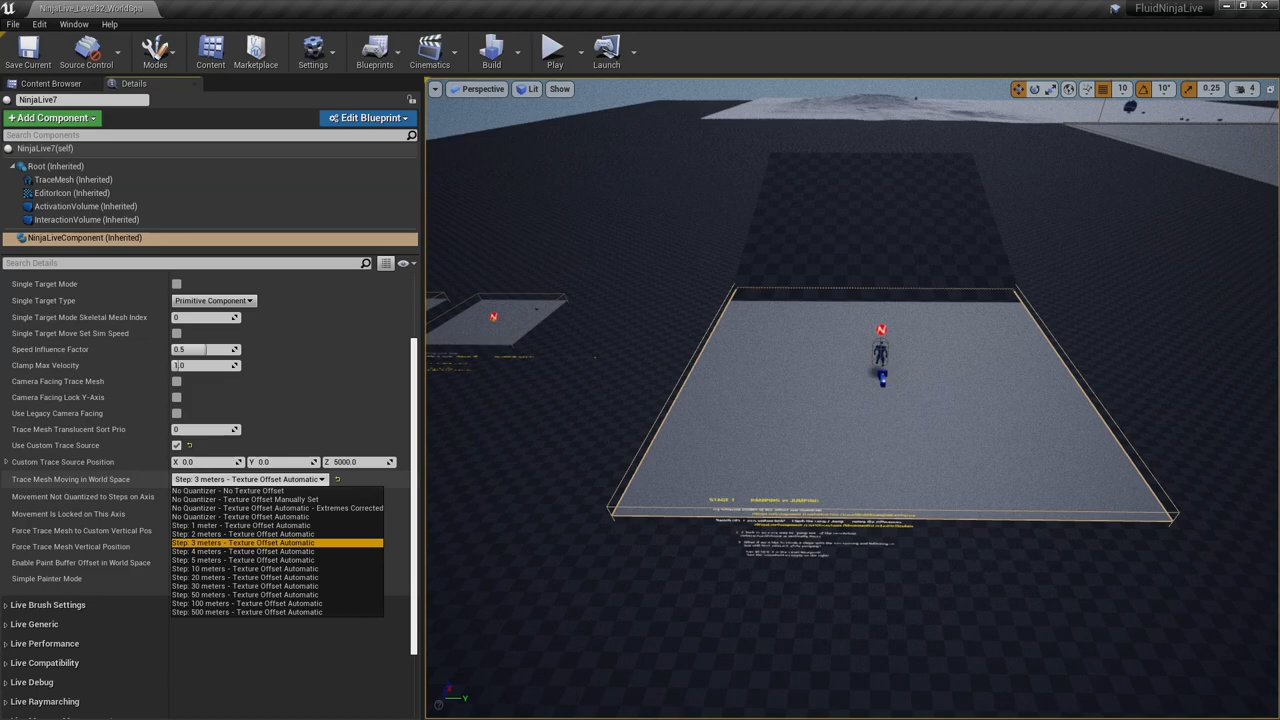 NinjaLive_Level32_WorldSpa
FluidNinjaLive
File Edit Window Help
Save Current Source Control Modes Content Marketplace Settings Blueprints Cinematics Build Play Launch
Content Browser Details
NinjaLive7
+Add Component Edit Blueprint
Search Components
NinjaLive7(self)
Root (Inherited)
TraceMesh (Inherited)
EditorIcon (Inherited)
ActivationVolume (Inherited)
InteractionVolume (Inherited)
NinjaLiveComponent (Inherited)
Search Details
Single Target Mode
Single Target Type Primitive Component
Single Target Mode Skeletal Mesh Index 0
Single Target Move Set Sim Speed
Speed Influence Factor 0.5
Clamp Max Velocity 1.0
Camera Facing Trace Mesh
Camera Facing Lock Y-Axis
Use Legacy Camera Facing
Trace Mesh Translucent Sort Prio 0
Use Custom Trace Source
Custom Trace Source Position X 0.0 Y 0.0 Z 5000.0
Trace Mesh Moving in World Space Step: 3 meters - Texture Offset Automatic
Movement Not Quantized to Steps on Axis
Movement Is Locked on This Axis
Force Trace Mesh to Custom Vertical Pos
Force Trace Mesh Vertical Position
Enable Paint Buffer Offset in World Space
Simple Painter Mode
No Quantizer - No Texture Offset
No Quantizer - Texture Offset Manually Set
No Quantizer - Texture Offset Automatic - Extremes Corrected
No Quantizer - Texture Offset Automatic
Step: 1 meter - Texture Offset Automatic
Step: 2 meters - Texture Offset Automatic
Step: 3 meters - Texture Offset Automatic
Step: 4 meters - Texture Offset Automatic
Step: 5 meters - Texture Offset Automatic
Step: 10 meters - Texture Offset Automatic
Step: 20 meters - Texture Offset Automatic
Step: 30 meters - Texture Offset Automatic
Step: 50 meters - Texture Offset Automatic
Step: 100 meters - Texture Offset Automatic
Step: 500 meters - Texture Offset Automatic
Live Brush Settings
Live Generic
Live Performance
Live Compatibility
Live Debug
Live Raymarching
Perspective Lit Show
10 10° 0.25 4
N
N
Y